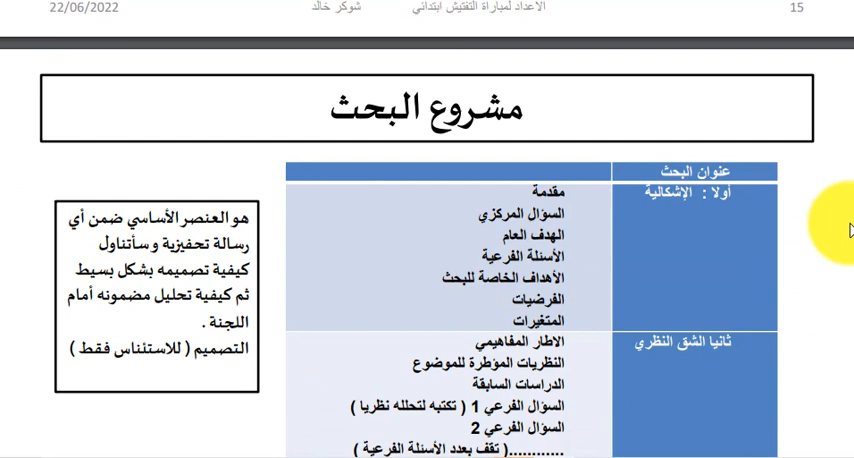 22/06/2022 الاعداد لمباراة التفتيش ابتدائي شوكر خالد 15
مشروع البحث
عنوان البحث
أولا : الإشكالية
مقدمة
السؤال المركزي
الهدف العام
الأسئلة الفرعية
الأهداف الخاصة للبحث
الفرضيات
المتغيرات
ثانيا الشق النظري
الاطار المفاهيمي
النظريات المؤطرة للموضوع
الدراسات السابقة
السؤال الفرعي 1 ( تكتبه لتحلله نظريا )
السؤال الفرعي 2
............( تقف بعدد الأسئلة الفرعية )
هو العنصر الأساسي ضمن أي
رسالة تحفيزية وسأتناول
كيفية تصميمه بشكل بسيط
ثم كيفية تحليل مضمونه أمام
اللجنة .
التصميم ( للاستئناس فقط )